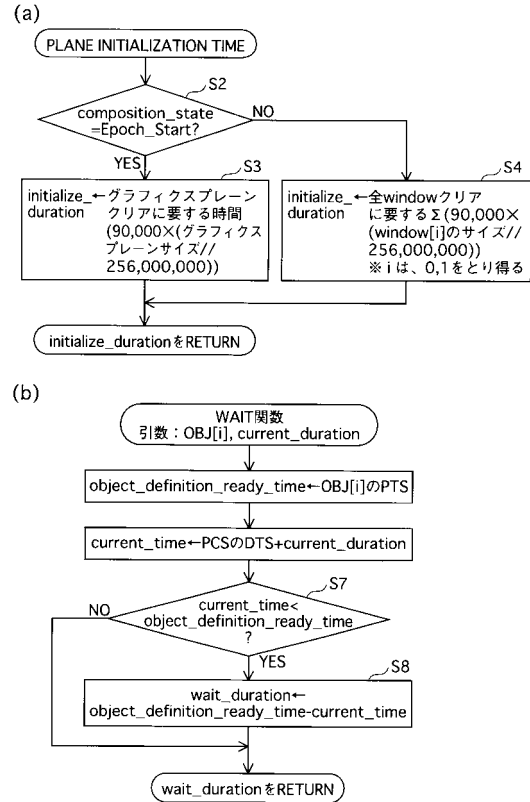 (a)
PLANE INITIALIZATION TIME
S2
composition_state
=Epoch_Start?
NO
YES
S3
initialize_←グラフィクスプレーン
duration クリアに要する時間
(90,000×(グラフィクス
プレーンサイズ//
256,000,000))
S4
initialize_←全windowクリア
duration に要するΣ(90,000×
(window[i]のサイズ//
256,000,000))
※iは、0,1をとり得る
initialize_durationをRETURN
(b)
WAIT関数
引数：OBJ[i], current_duration
object_definition_ready_time←OBJ[i]のPTS
current_time←PCSのDTS+current_duration
S7
NO
current_time<
object_definition_ready_time
?
YES
S8
wait_duration←
object_definition_ready_time-current_time
wait_durationをRETURN